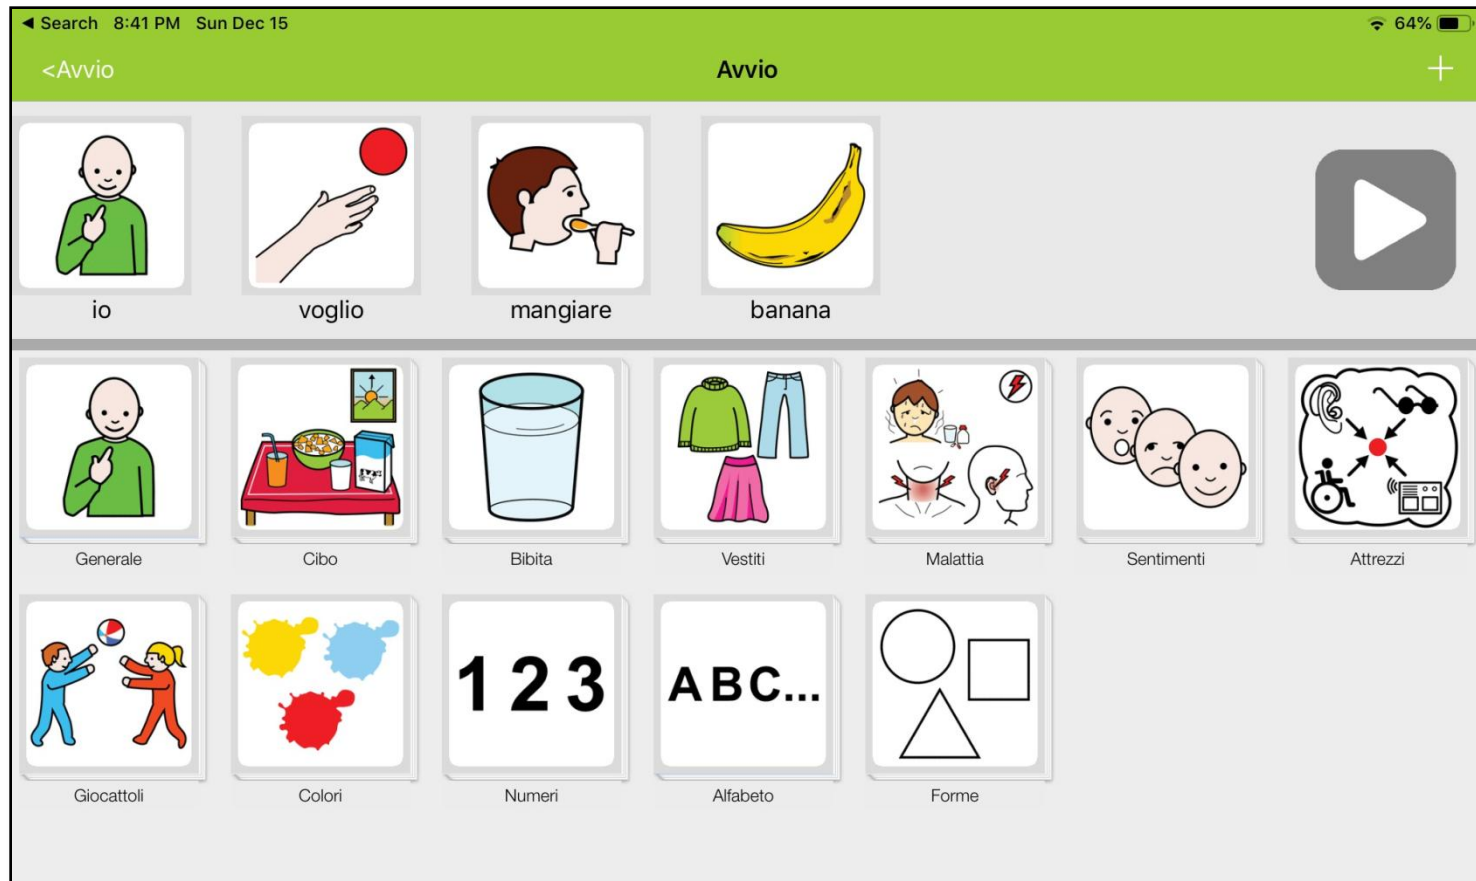 ◀ Search 8:41 PM Sun Dec 15 64%
<Avvio Avvio +
io voglio mangiare banana
Generale Cibo Bibita Vestiti Malattia Sentimenti Attrezzi
1 2 3 A B C...
Giocattoli Colori Numeri Alfabeto Forme